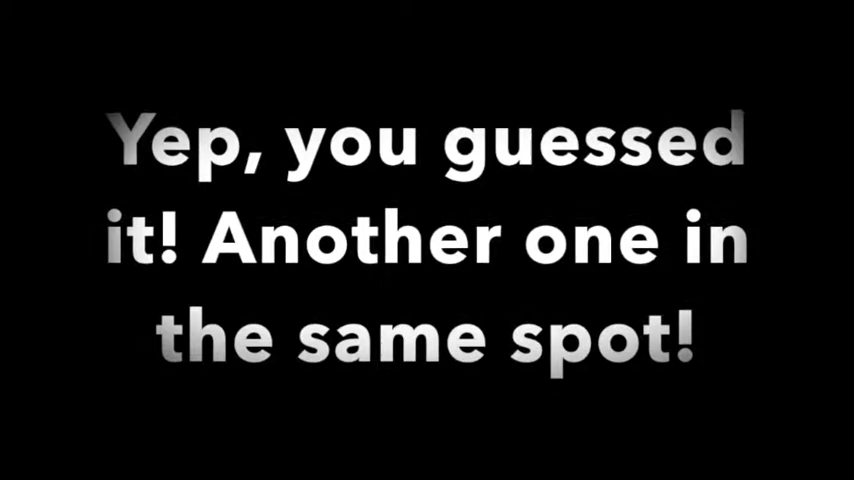 Yep, you guessed
it! Another one in
the same spot!